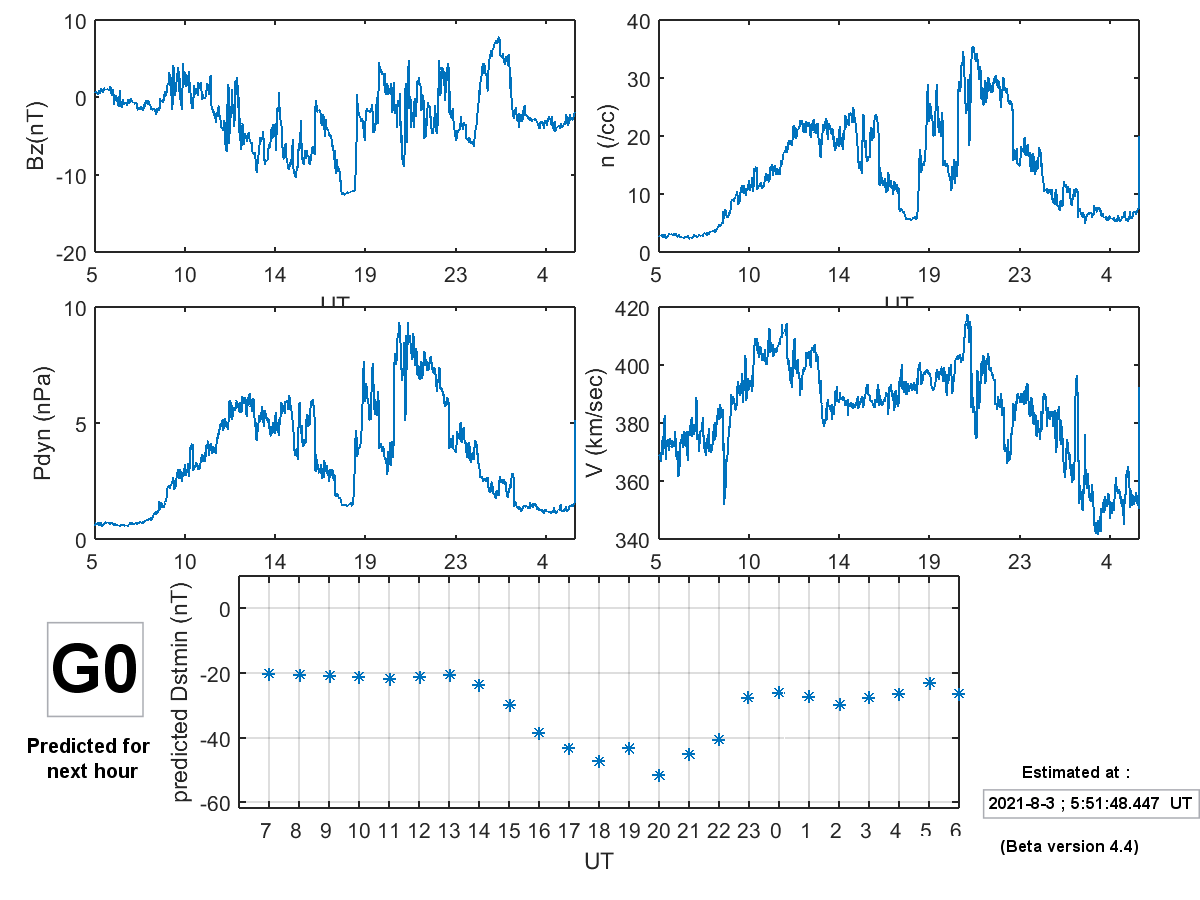 10
0
-10
-20
Bz(nT)
5 10 14 19 23 4
UT
40
30
20
10
0
n (/cc)
5 10 14 19 23 4
UT
10
5
0
Pdyn (nPa)
5 10 14 19 23 4
420
400
380
360
340
V (km/sec)
5 10 14 19 23 4
G0
Predicted for
next hour
predicted Dstmin (nT)
0
-20
-40
-60
7 8 9 10 11 12 13 14 15 16 17 18 19 20 21 22 23 0 1 2 3 4 5 6
UT
Estimated at :
2021-8-3 ; 5:51:48.447 UT
(Beta version 4.4)